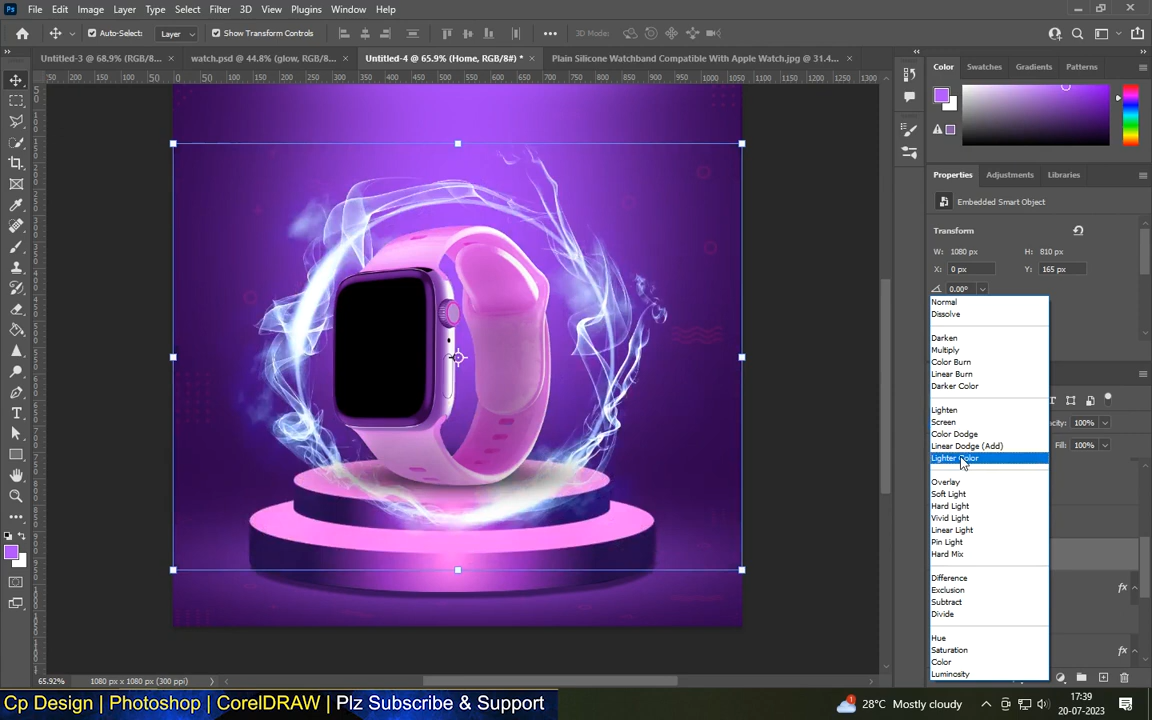 Ps File Edit Image Layer Type Select Filter 3D View Plugins Window Help
Auto-Select: Layer Show Transform Controls 3D Mode:
Untitled-3 @ 68.9% (RGB/8... × watch.psd @ 44.8% (glow, RGB/8... × Untitled-4 @ 65.9% (Home, RGB/8#) * × Plain Silicone Watchband Compatible With Apple Watch.jpg @ 31.4... ×
Color Swatches Gradients Patterns
Properties Adjustments Libraries
Embedded Smart Object
Transform
W: 1080 px H: 810 px
X: 0 px Y: 165 px
0.00°
Normal
Dissolve
Darken
Multiply
Color Burn
Linear Burn
Darker Color
Lighten
Screen
Color Dodge
Linear Dodge (Add)
Lighter Color
Overlay
Soft Light
Hard Light
Vivid Light
Linear Light
Pin Light
Hard Mix
Difference
Exclusion
Subtract
Divide
Hue
Saturation
Color
Luminosity
100%
Fill: 100%
fx
fx
65.92% 1080 px x 1080 px (300 ppi)
Cp Design | Photoshop | CorelDRAW | Plz Subscribe & Support
28°C Mostly cloudy
17:39
20-07-2023